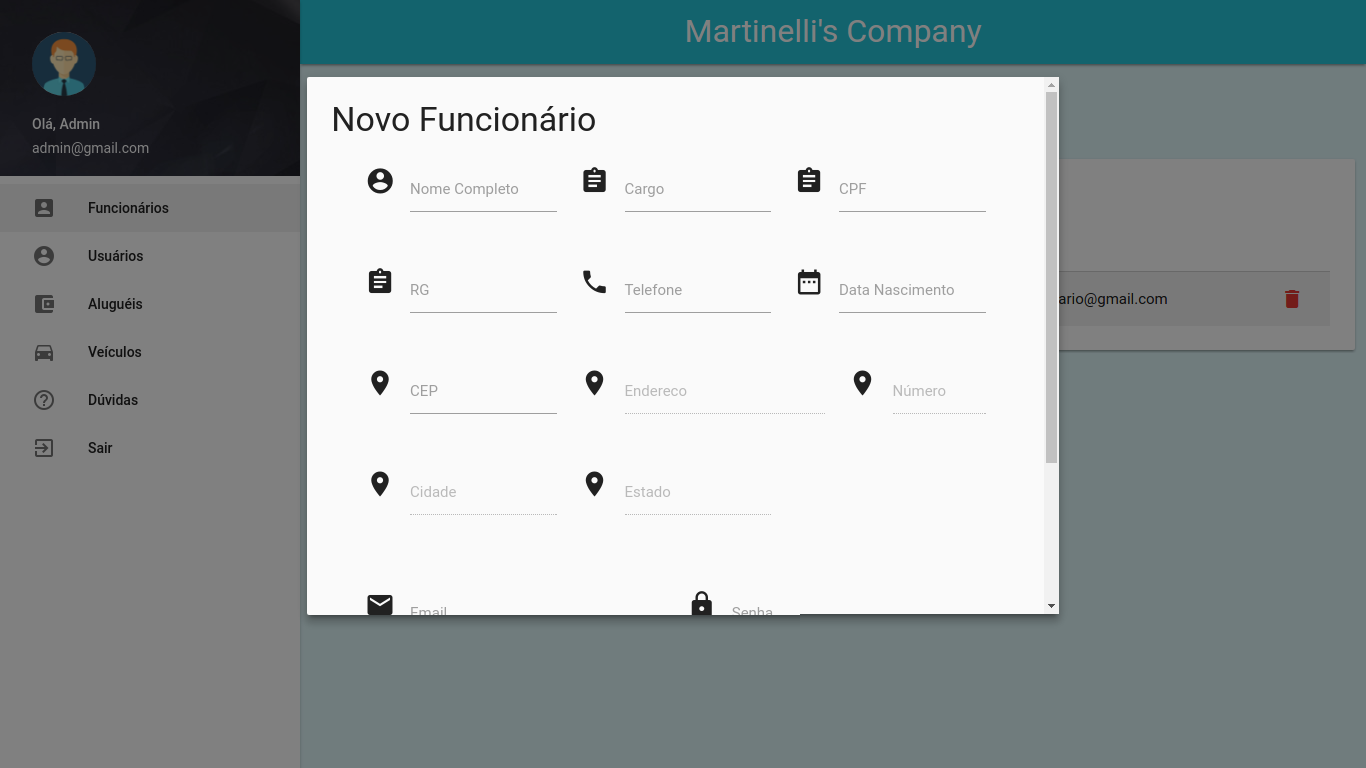 Martinelli's Company
Olá, Admin
admin@gmail.com
Funcionários
Usuários
Aluguéis
Veículos
Dúvidas
Sair
Novo Funcionário
Nome Completo Cargo CPF
RG Telefone Data Nascimento
CEP Endereco Número
Cidade Estado
Email Senha
ario@gmail.com